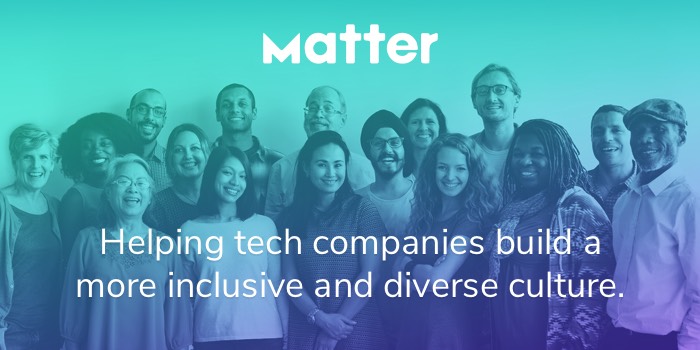 Matter
Helping tech companies build a
more inclusive and diverse culture.